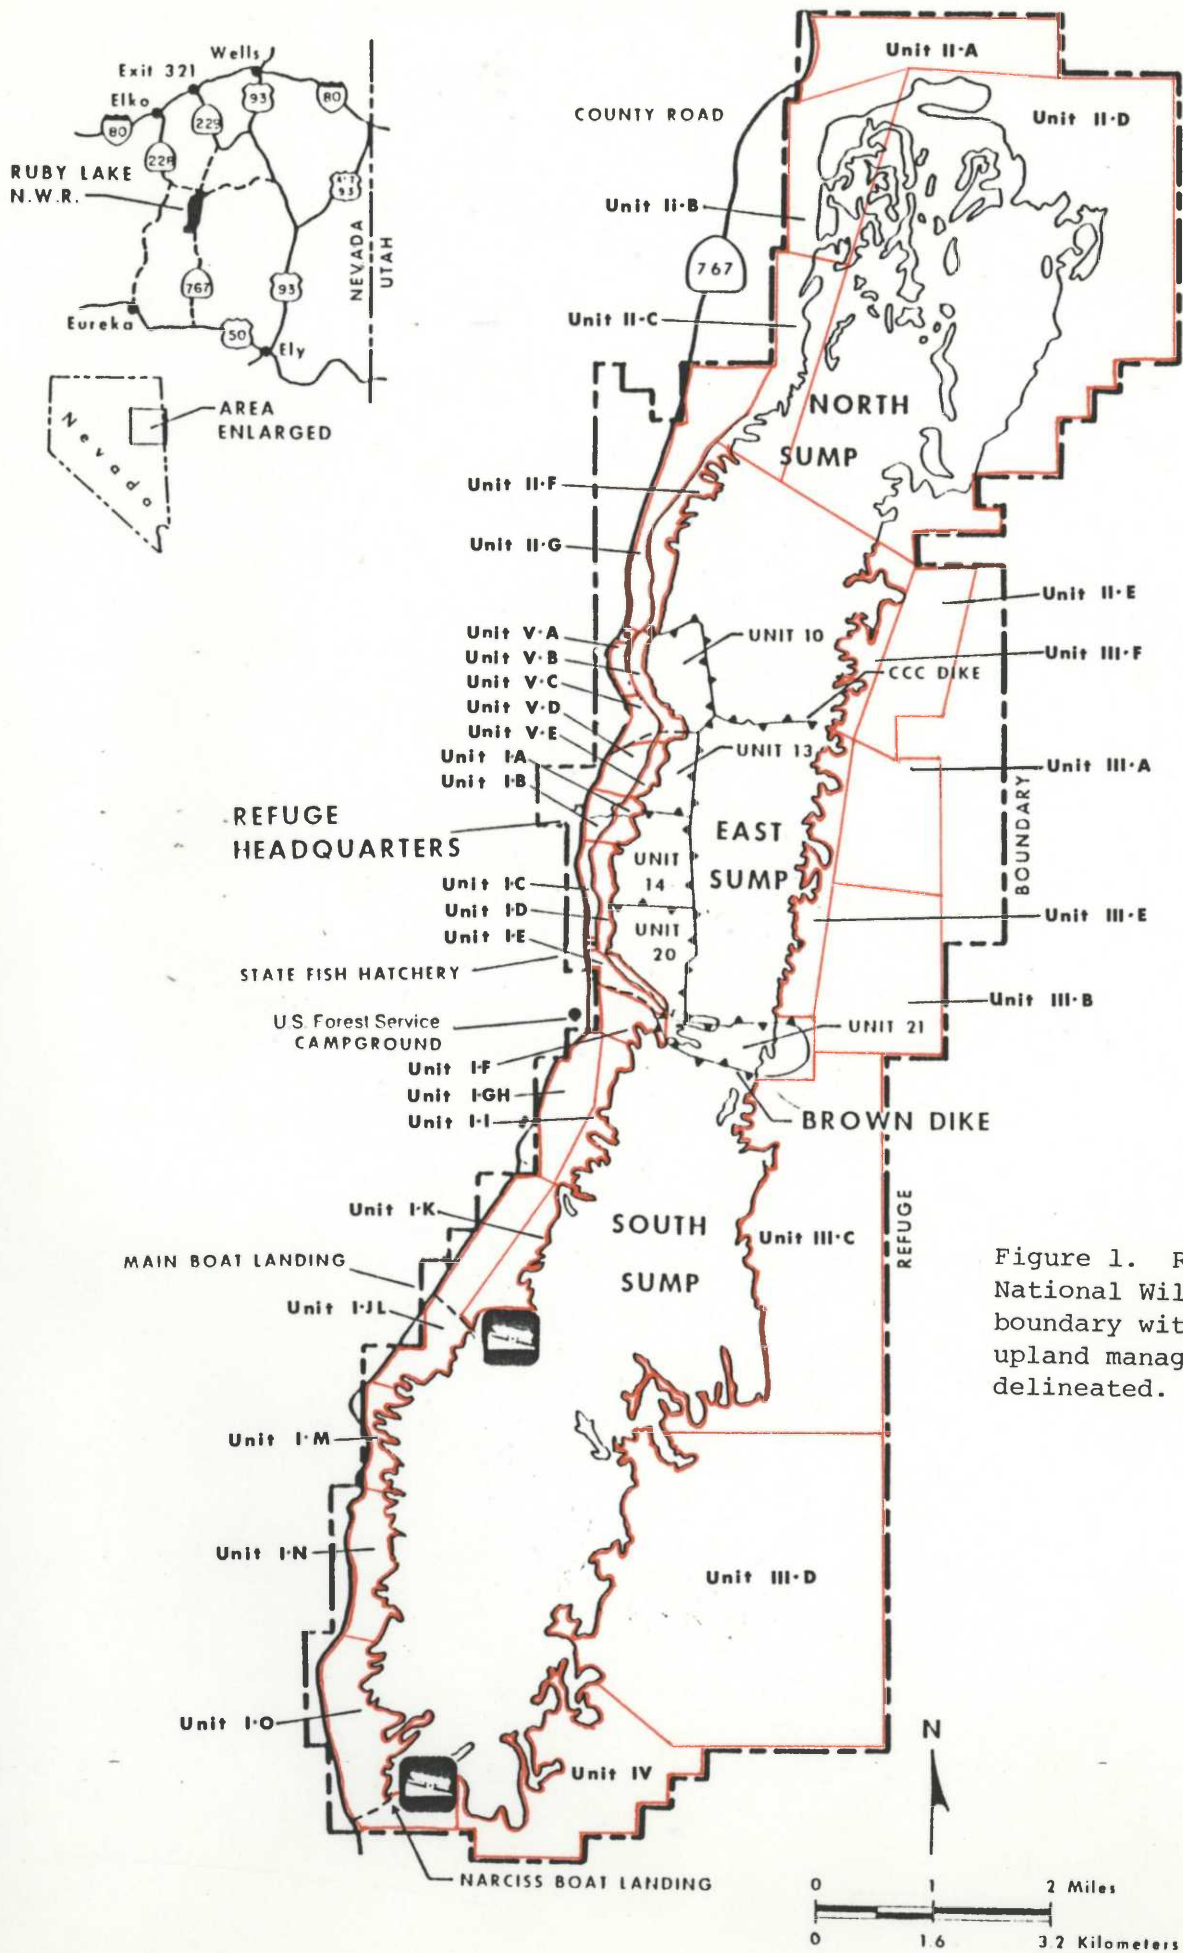 Wells
Exit 321
Elko
80
93
80
229
228
RUBY LAKE
N.W.R.
93
NEVADA
UTAH
767
93
Eureka
50
Ely
AREA
ENLARGED
Nevada
COUNTY ROAD
767
Unit II-A
Unit II-D
Unit Ii-B
Unit II-C
NORTH
SUMP
Unit II-F
Unit II-G
Unit II-E
Unit III-F
UNIT 10
CCC DIKE
Unit V-A
Unit V-B
Unit V-C
Unit V-D
Unit V-E
Unit I-A
Unit I-B
UNIT 13
Unit III-A
BOUNDARY
REFUGE
HEADQUARTERS
EAST
SUMP
UNIT
14
Unit I-C
Unit I-D
Unit I-E
UNIT
20
Unit III-E
STATE FISH HATCHERY
Unit III-B
U.S. Forest Service
CAMPGROUND
UNIT 21
Unit I-F
Unit I-GH
Unit I-I
BROWN DIKE
REFUGE
Unit I-K
SOUTH
SUMP
Unit III-C
MAIN BOAT LANDING
Unit I-JL
Figure 1. R
National Wil
boundary wit
upland manag
delineated.
Unit I-M
Unit I-N
Unit III-D
Unit I-O
Unit IV
N
NARCISS BOAT LANDING
0 1 2 Miles
0 1.6 3.2 Kilometers